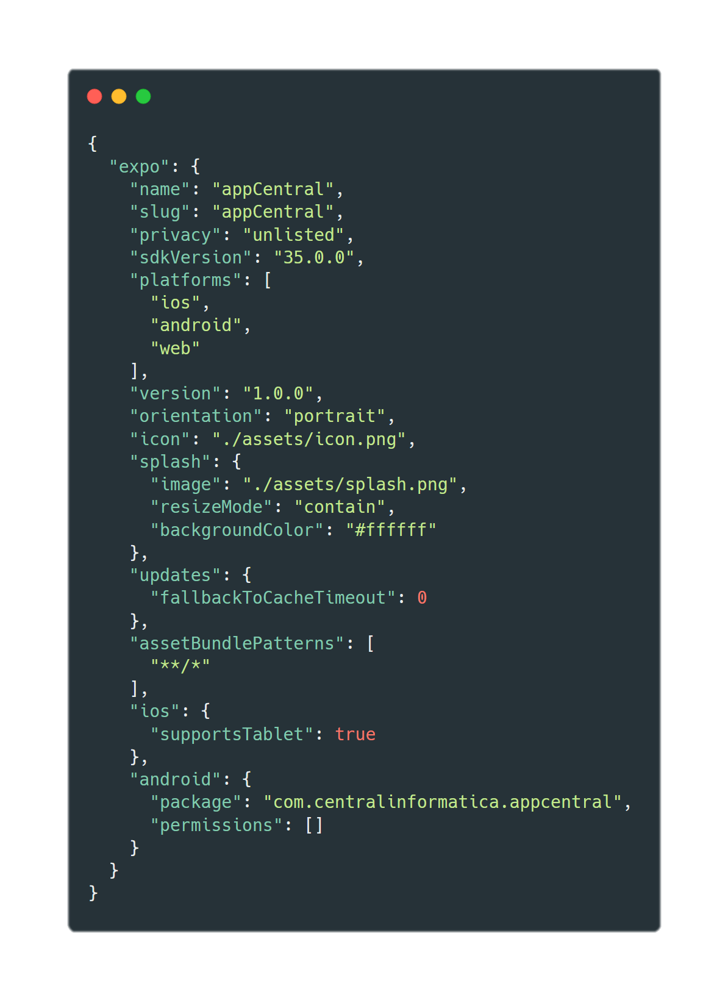 {
  "expo": {
    "name": "appCentral",
    "slug": "appCentral",
    "privacy": "unlisted",
    "sdkVersion": "35.0.0",
    "platforms": [
      "ios",
      "android",
      "web"
    ],
    "version": "1.0.0",
    "orientation": "portrait",
    "icon": "./assets/icon.png",
    "splash": {
      "image": "./assets/splash.png",
      "resizeMode": "contain",
      "backgroundColor": "#ffffff"
    },
    "updates": {
      "fallbackToCacheTimeout": 0
    },
    "assetBundlePatterns": [
      "**/*"
    ],
    "ios": {
      "supportsTablet": true
    },
    "android": {
      "package": "com.centralinformatica.appcentral",
      "permissions": []
    }
  }
}